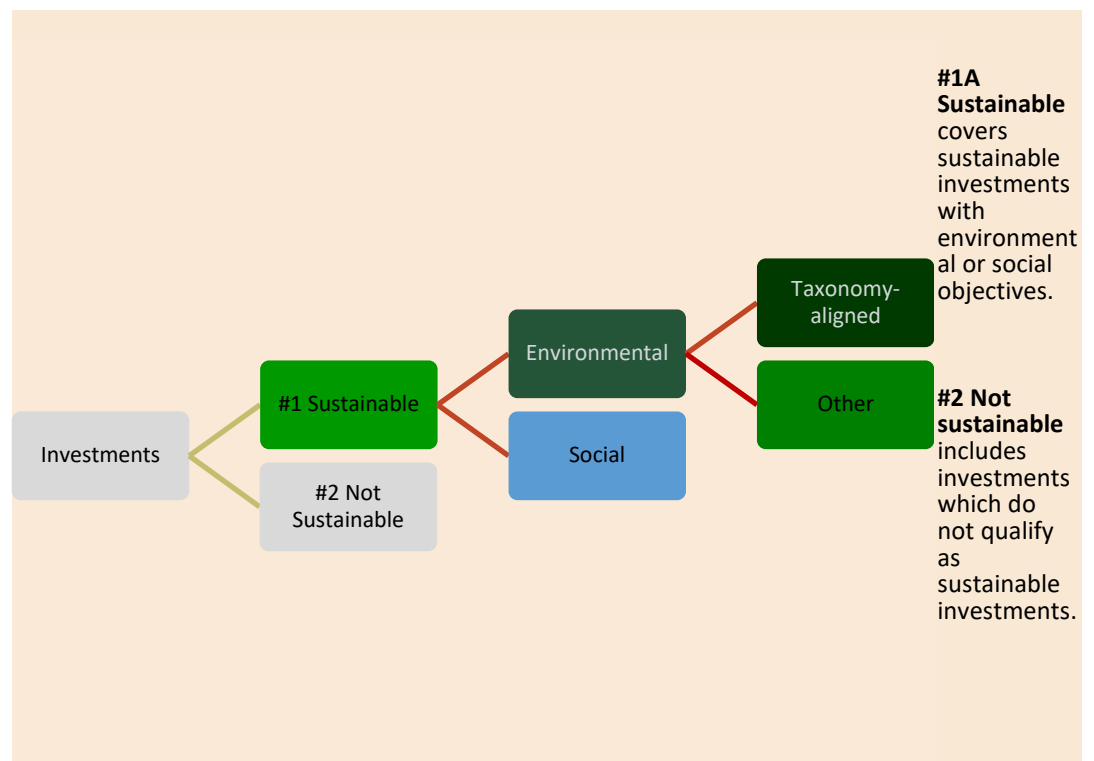 Investments
#1 Sustainable
#2 Not
Sustainable
Environmental
Social
Taxonomy-
aligned
Other
#1A
Sustainable
covers
sustainable
investments
with
environment
al or social
objectives.
#2 Not
sustainable
includes
investments
which do
not qualify
as
sustainable
investments.